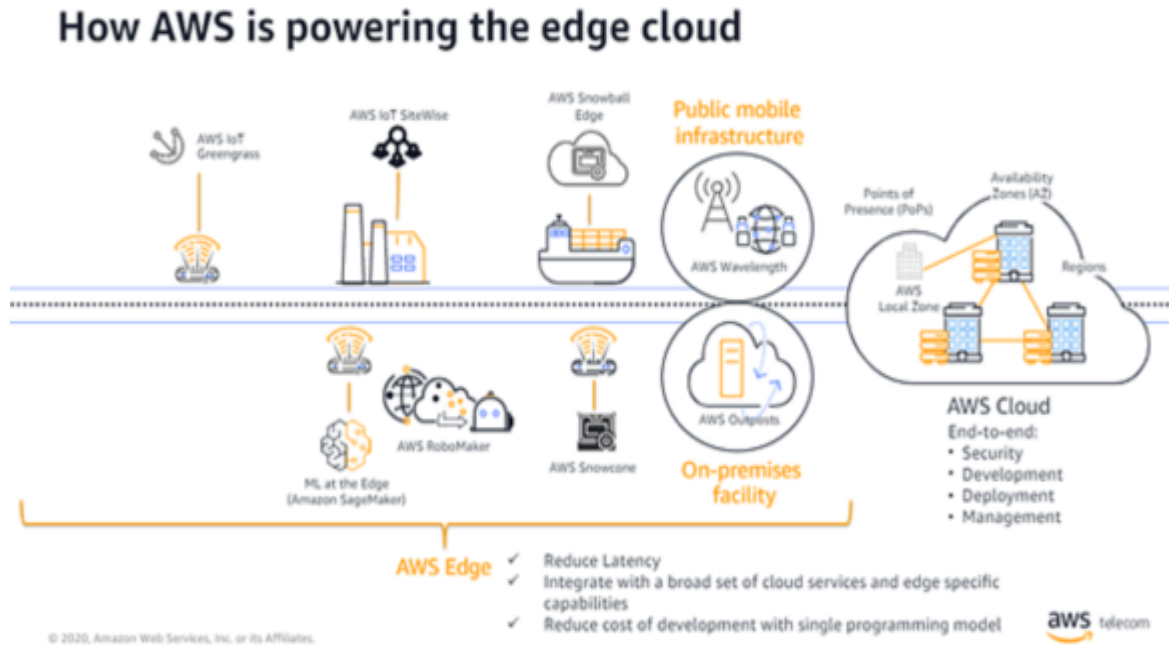 How AWS is powering the edge cloud
AWS IoT
Greengrass
AWS IoT SiteWise
AWS Snowball
Edge
Public mobile
infrastructure
AWS Wavelength
Points of
Presence (PoPs)
Availability
Zones (AZ)
Regions
AWS
Local Zone
ML at the Edge
(Amazon SageMaker)
AWS RoboMaker
AWS Snowcone
AWS Outposts
On-premises
facility
AWS Cloud
End-to-end:
• Security
• Development
• Deployment
• Management
AWS Edge
✓ Reduce Latency
✓ Integrate with a broad set of cloud services and edge specific
capabilities
✓ Reduce cost of development with single programming model
© 2020, Amazon Web Services, Inc. or its Affiliates.
aws telecom